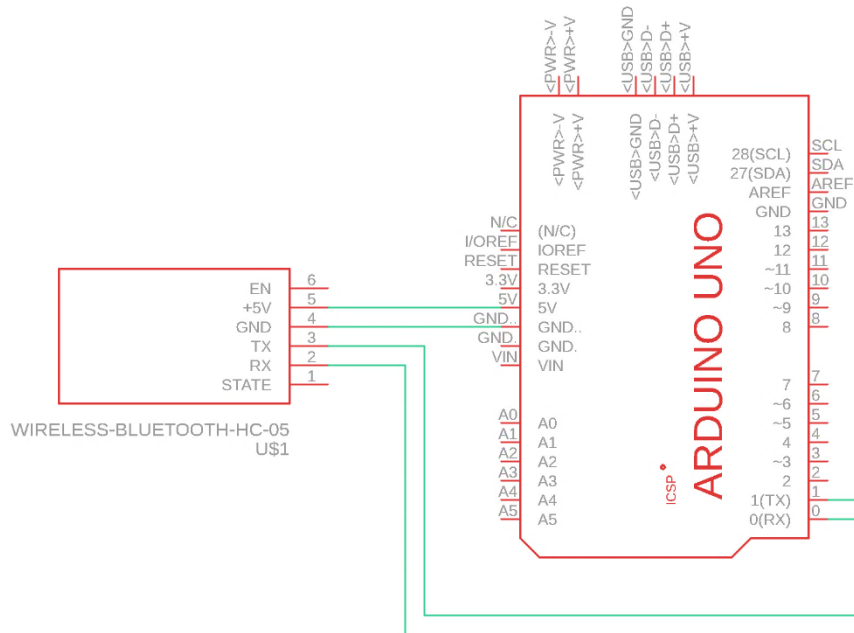 <PWR>-V
<PWR>+V
<USB>GND
<USB>D-
<USB>D+
<USB>+V
<PWR>-V
<PWR>+V
<USB>GND
<USB>D-
<USB>D+
<USB>+V
28(SCL) SCL
27(SDA) SDA
AREF AREF
GND GND
N/C (N/C) 13 13
I/OREF IOREF 12 12
RESET RESET ~11 11
3.3V 3.3V ~10 10
5V 5V ~9 9
GND.. GND.. 8 8
GND. GND.
VIN VIN
EN 6
+5V 5
GND 4
TX 3
RX 2
STATE 1
WIRELESS-BLUETOOTH-HC-05
U$1
7 7
~6 6
A0 A0 ~5 5
A1 A1 4 4
A2 A2 ~3 3
A3 A3 2 2
A4 A4 1(TX) 1
A5 A5 0(RX) 0
ICSP
ARDUINO UNO